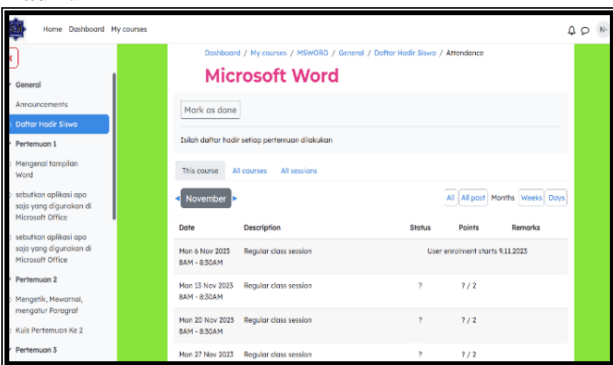 Home Dashboard My courses
Dashboard / My courses / MSWORD / General / Daftar Hadir Siswa / Attendance
Microsoft Word
Mark as done
Isilah daftar hadir setiap pertemuan dilakukan
This course All courses All sessions
November
All All past Months Weeks Days
Date Description Status Points Remarks
Mon 6 Nov 2023 Regular class session User enrolment starts 9.11.2023
8AM - 8:30AM
Mon 13 Nov 2023 Regular class session ? ? / 2
8AM - 8:30AM
Mon 20 Nov 2023 Regular class session ? ? / 2
8AM - 8:30AM
Mon 27 Nov 2023 Regular class session ? ? / 2
General
Announcements
Daftar Hadir Siswa
Pertemuan 1
Mengenal tampilan
Word
sebutkan aplikasi apa
saja yang digunakan di
Microsoft Office
sebutkan aplikasi apa
saja yang digunakan di
Microsoft Office
Pertemuan 2
Mengetik, Mewarnai,
mengatur Paragraf
Kuis Pertemuan Ke 2
Pertemuan 3